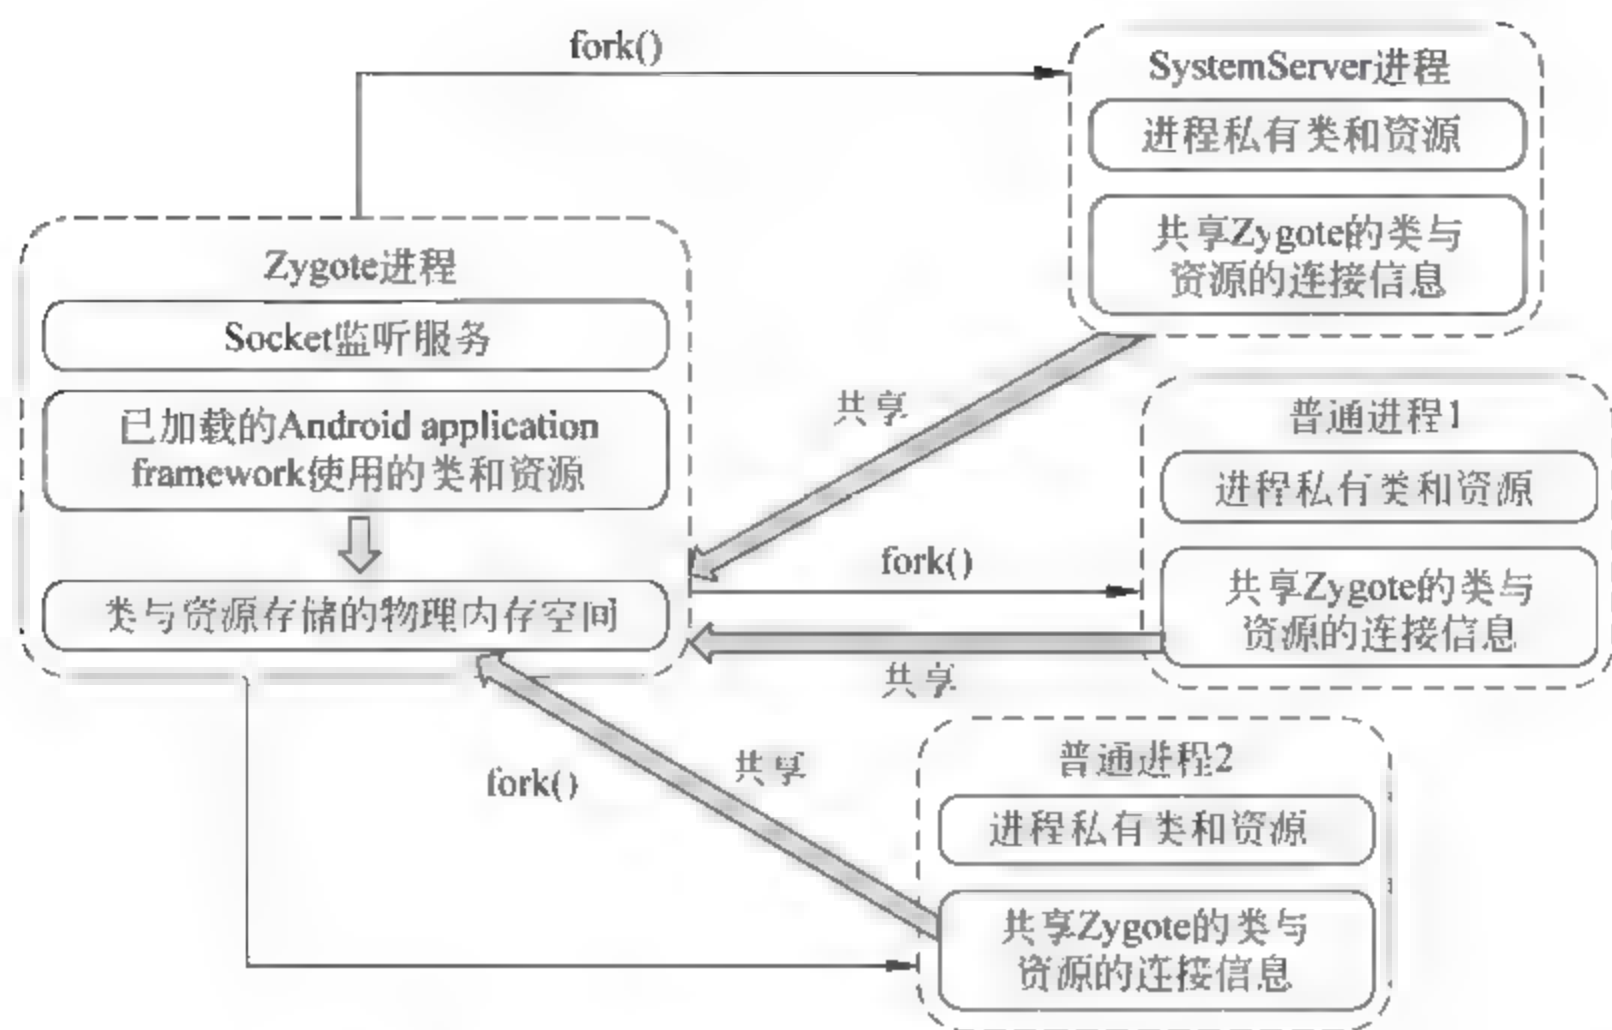 fork()
SystemServer进程
进程私有类和资源
共享Zygote的类与
资源的连接信息
Zygote进程
Socket监听服务
已加载的Android application
framework使用的类和资源
类与资源存储的物理内存空间
共享
普通进程1
进程私有类和资源
共享Zygote的类与
资源的连接信息
fork()
共享
fork()
共享
普通进程2
进程私有类和资源
共享Zygote的类与
资源的连接信息